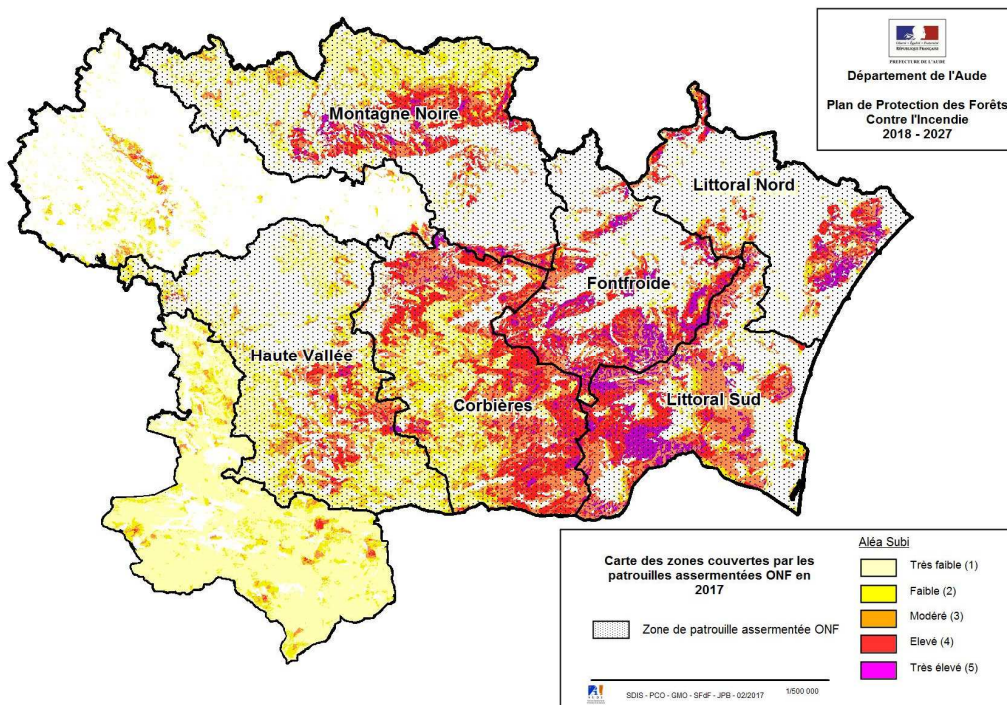 PREFECTURE DE L'AUDE
Département de l'Aude
Plan de Protection des Forêts
Contre l'Incendie
2018 - 2027
Montagne Noire
Littoral Nord
Fontfroide
Haute Vallée
Corbières
Littoral Sud
Carte des zones couvertes par les
patrouilles assermentées ONF en
2017
Zone de patrouille assermentée ONF
SDIS - PCO - GMO - SFdF - JPB - 02/2017
1/500 000
Aléa Subi
Très faible (1)
Faible (2)
Modéré (3)
Elevé (4)
Très élevé (5)